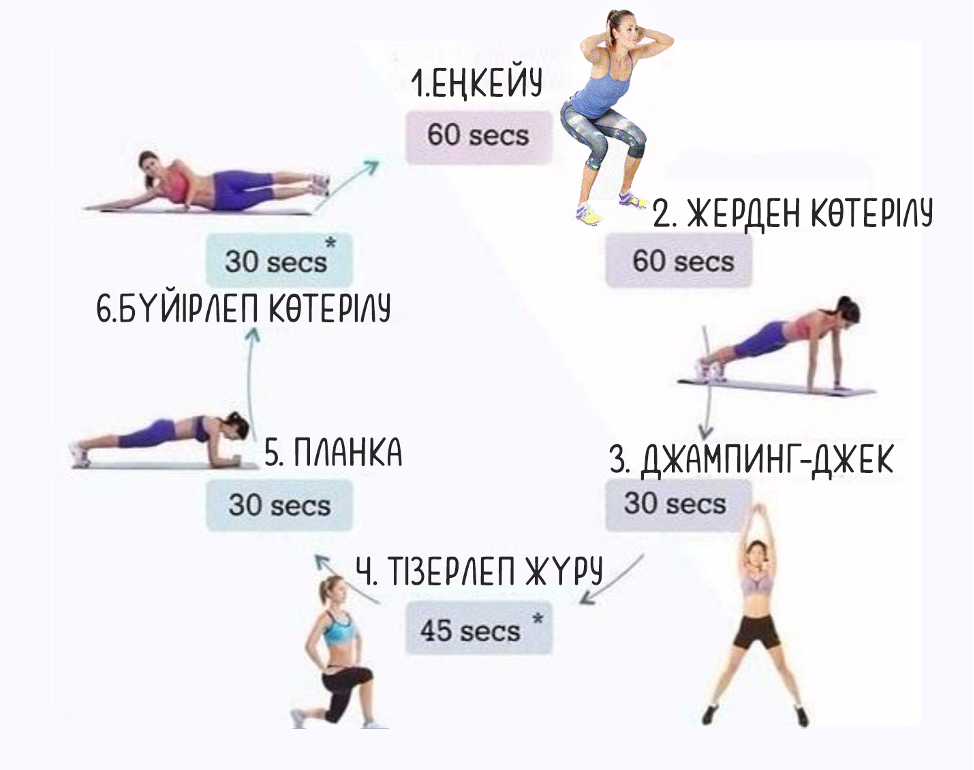 1.ЕҢКЕЙУ
60 secs
2. ЖЕРДЕН КӨТЕРІЛУ
60 secs
3. ДЖАМПИНГ-ДЖЕК
30 secs
4. ТІЗЕРЛЕП ЖҮРУ
45 secs *
5. ПЛАНКА
30 secs
30 secs*
6.БҮЙІРЛЕП КӨТЕРІЛУ